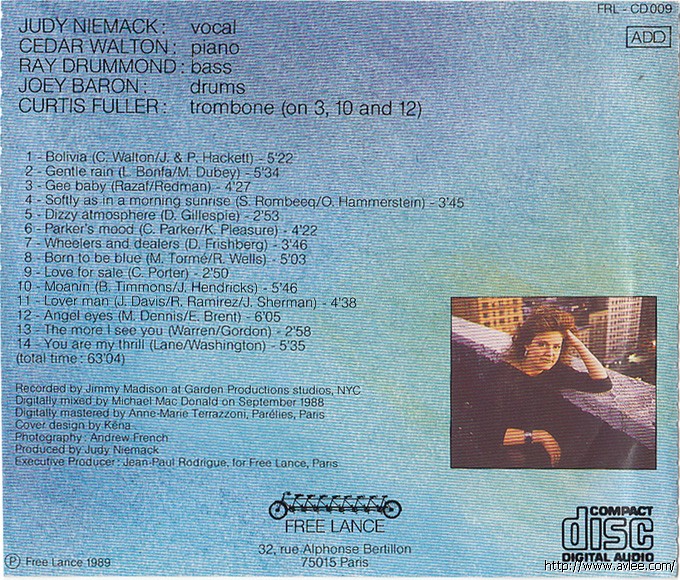 FRL - CD009
ADD
JUDY NIEMACK : vocal
CEDAR WALTON : piano
RAY DRUMMOND : bass
JOEY BARON : drums
CURTIS FULLER : trombone (on 3, 10 and 12)
1 - Bolivia (C. Walton/J. & P. Hackett) - 5'22
2 - Gentle rain (L. Bonfa/M. Dubey) - 5'34
3 - Gee baby (Razaf/Redman) - 4'27
4 - Softly as in a morning sunrise (S. Rombeeq/O. Hammerstein) - 3'45
5 - Dizzy atmosphere (D. Gillespie) - 2'53
6 - Parker's mood (C. Parker/K. Pleasure) - 4'22
7 - Wheelers and dealers (D. Frishberg) - 3'46
8 - Born to be blue (M. Tormé/R. Wells) - 5'03
9 - Love for sale (C. Porter) - 2'50
10 - Moanin (B. Timmons/J. Hendricks) - 5'46
11 - Lover man (J. Davis/R. Ramirez/J. Sherman) - 4'38
12 - Angel eyes (M. Dennis/E. Brent) - 6'05
13 - The more I see you (Warren/Gordon) - 2'58
14 - You are my thrill (Lane/Washington) - 5'35
(total time : 63'04)
Recorded by Jimmy Madison at Garden Productions studios, NYC
Digitally mixed by Michael Mac Donald on September 1988
Digitally mastered by Anne-Marie Terrazzoni, Parélies, Paris
Cover design by Kéna
Photography : Andrew French
Produced by Judy Niemack
Executive Producer : Jean-Paul Rodrigue, for Free Lance, Paris
FREE LANCE
32, rue Alphonse Bertillon
75015 Paris
Ⓟ Free Lance 1989
COMPACT
disc
DIGITAL AUDIO
http://www.avlee.com/